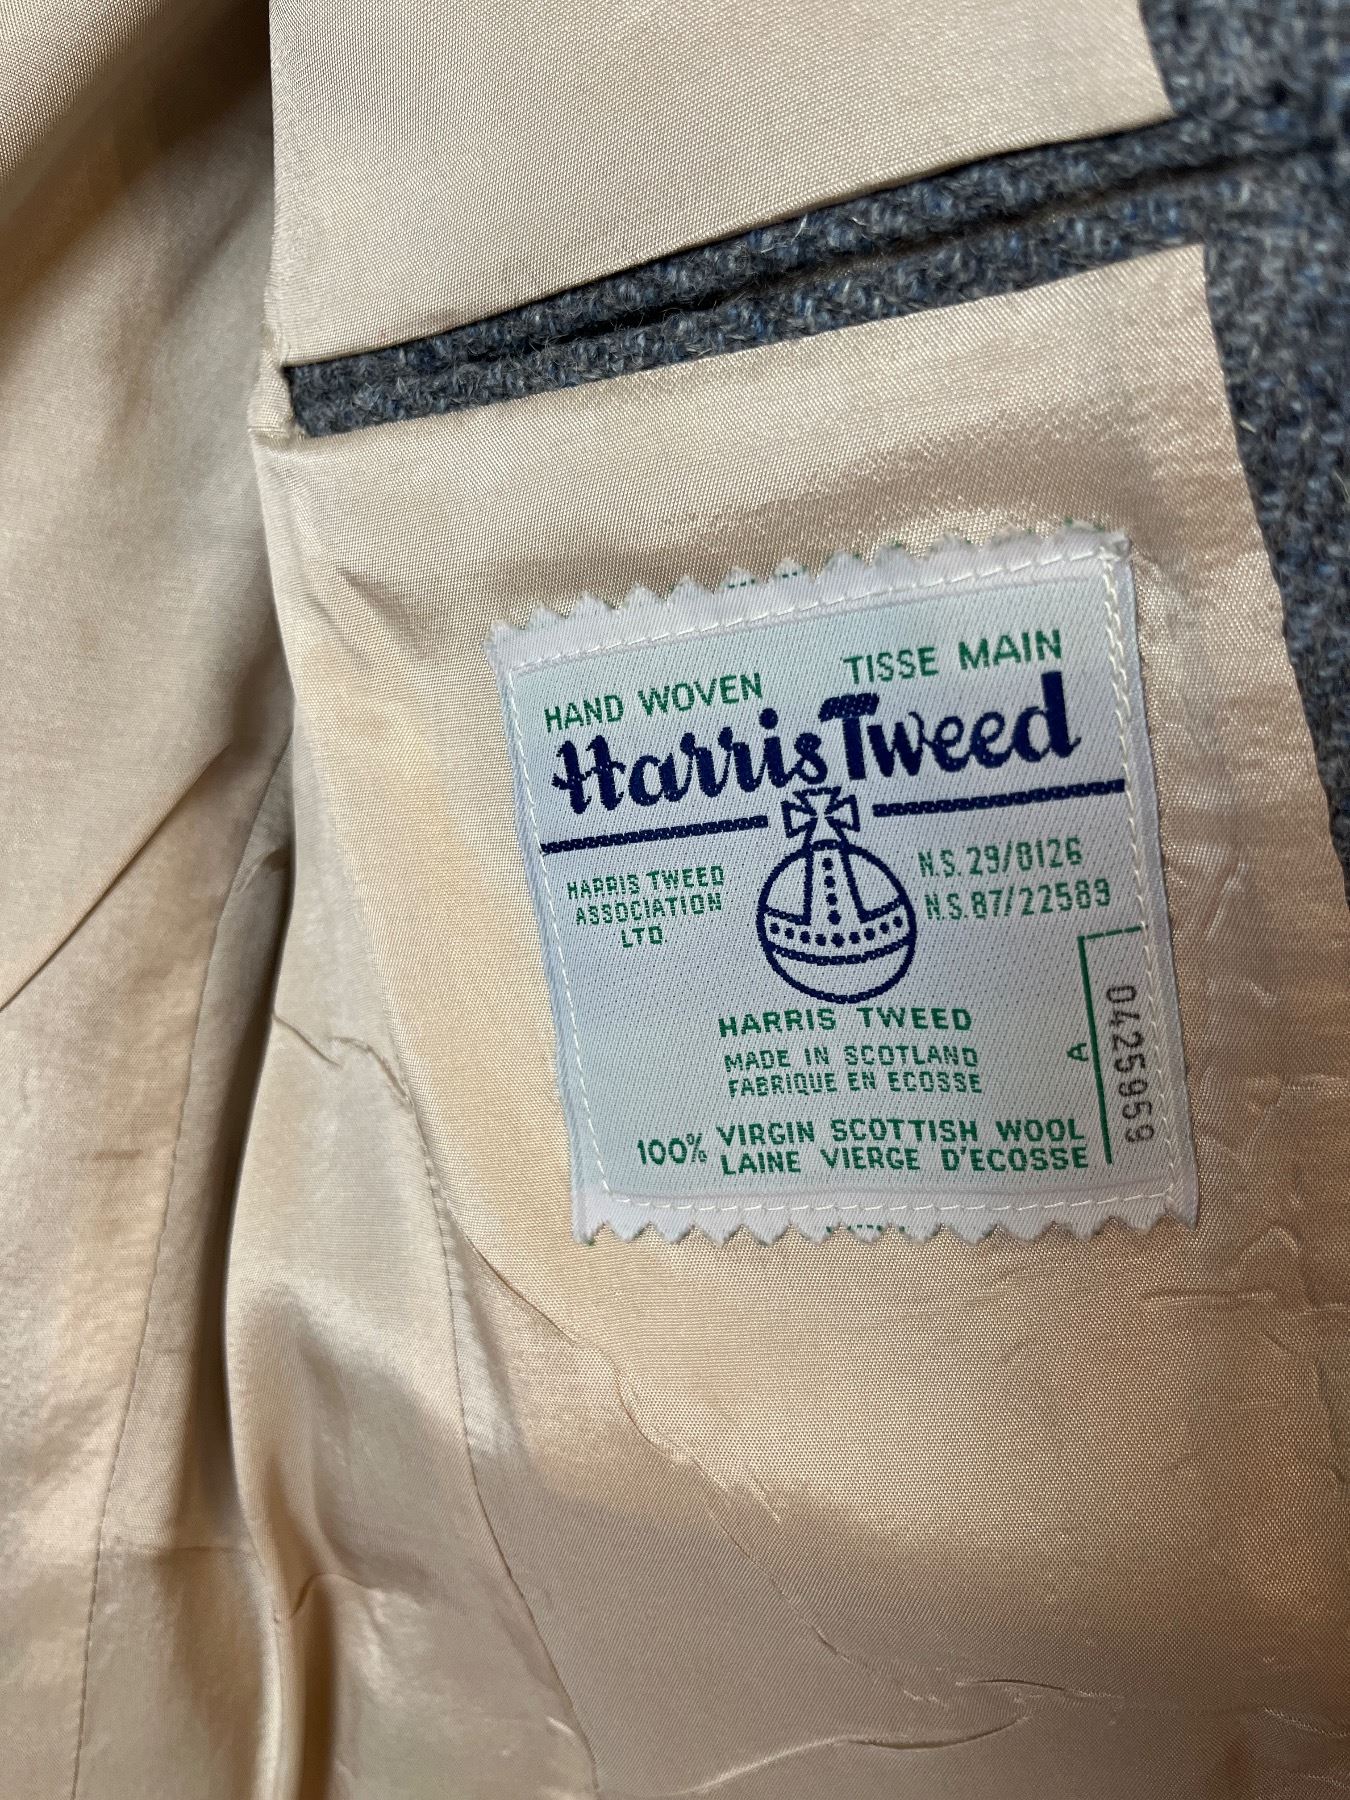 HAND WOVEN TISSE MAIN
Harris Tweed
HARRIS TWEED
ASSOCIATION
LTD.
N.S. 29/8126
N.S. 87/22589
HARRIS TWEED
MADE IN SCOTLAND
FABRIQUE EN ECOSSE
100% VIRGIN SCOTTISH WOOL
LAINE VIERGE D'ECOSSE
A
0425959